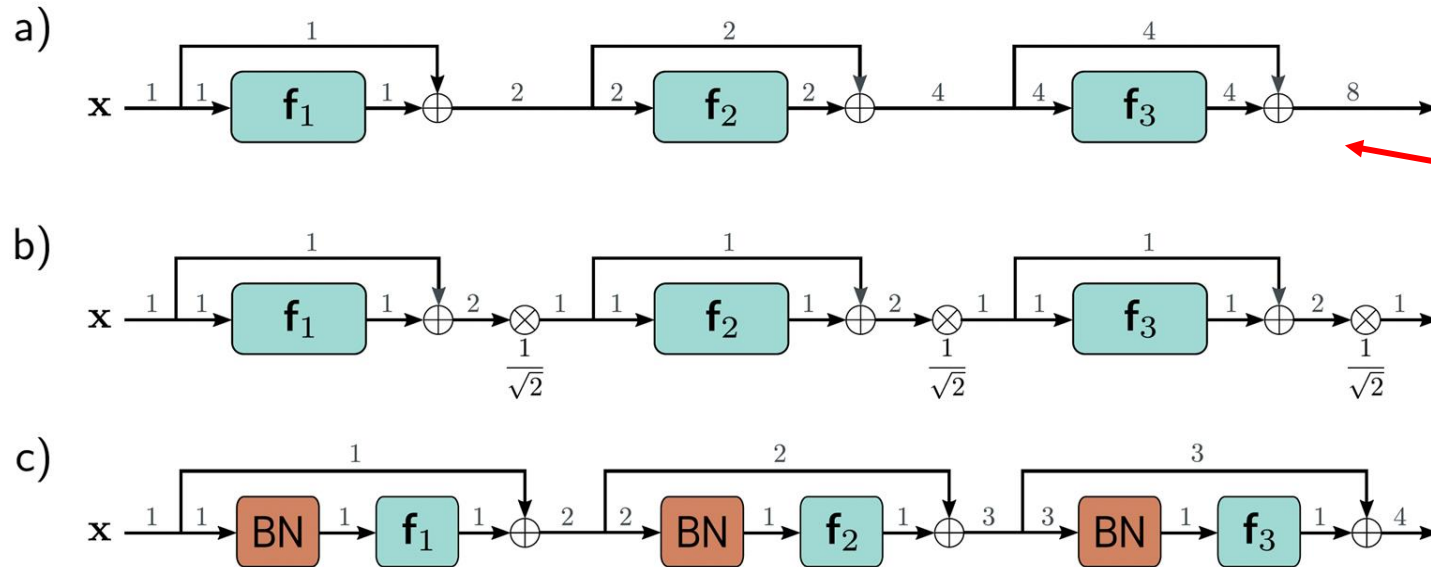 a)
1 2 4
x 1 1 f₁ 1 ⊕ 2 2 f₂ 2 ⊕ 4 4 f₃ 4 ⊕ 8
b)
1 1 1
x 1 1 f₁ 1 ⊕ 2 ⊗ 1 1 f₂ 1 ⊕ 2 ⊗ 1 1 f₃ 1 ⊕ 2 ⊗ 1
1/√2 1/√2 1/√2
c)
1 2 3
x 1 1 BN 1 f₁ 1 ⊕ 2 2 BN 1 f₂ 1 ⊕ 3 3 BN 1 f₃ 1 ⊕ 4